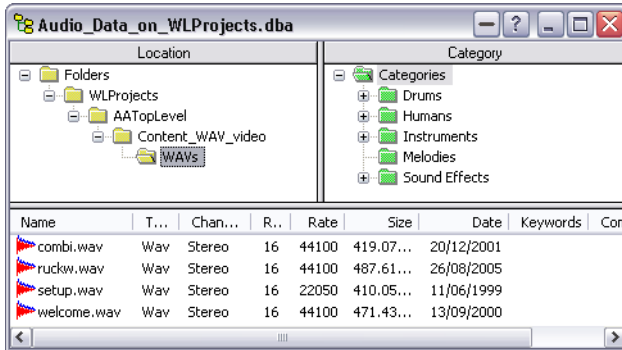 Audio_Data_on_WLProjects.dba
Location
Category
Folders
WLProjects
AATopLevel
Content_WAV_video
WAVs
Categories
Drums
Humans
Instruments
Melodies
Sound Effects
Name T... Chan... R... Rate Size Date Keywords Cor
combi.wav Wav Stereo 16 44100 419.07... 20/12/2001
ruckw.wav Wav Stereo 16 44100 487.61... 26/08/2005
setup.wav Wav Stereo 16 22050 410.05... 11/06/1999
welcome.wav Wav Stereo 16 44100 471.43... 13/09/2000